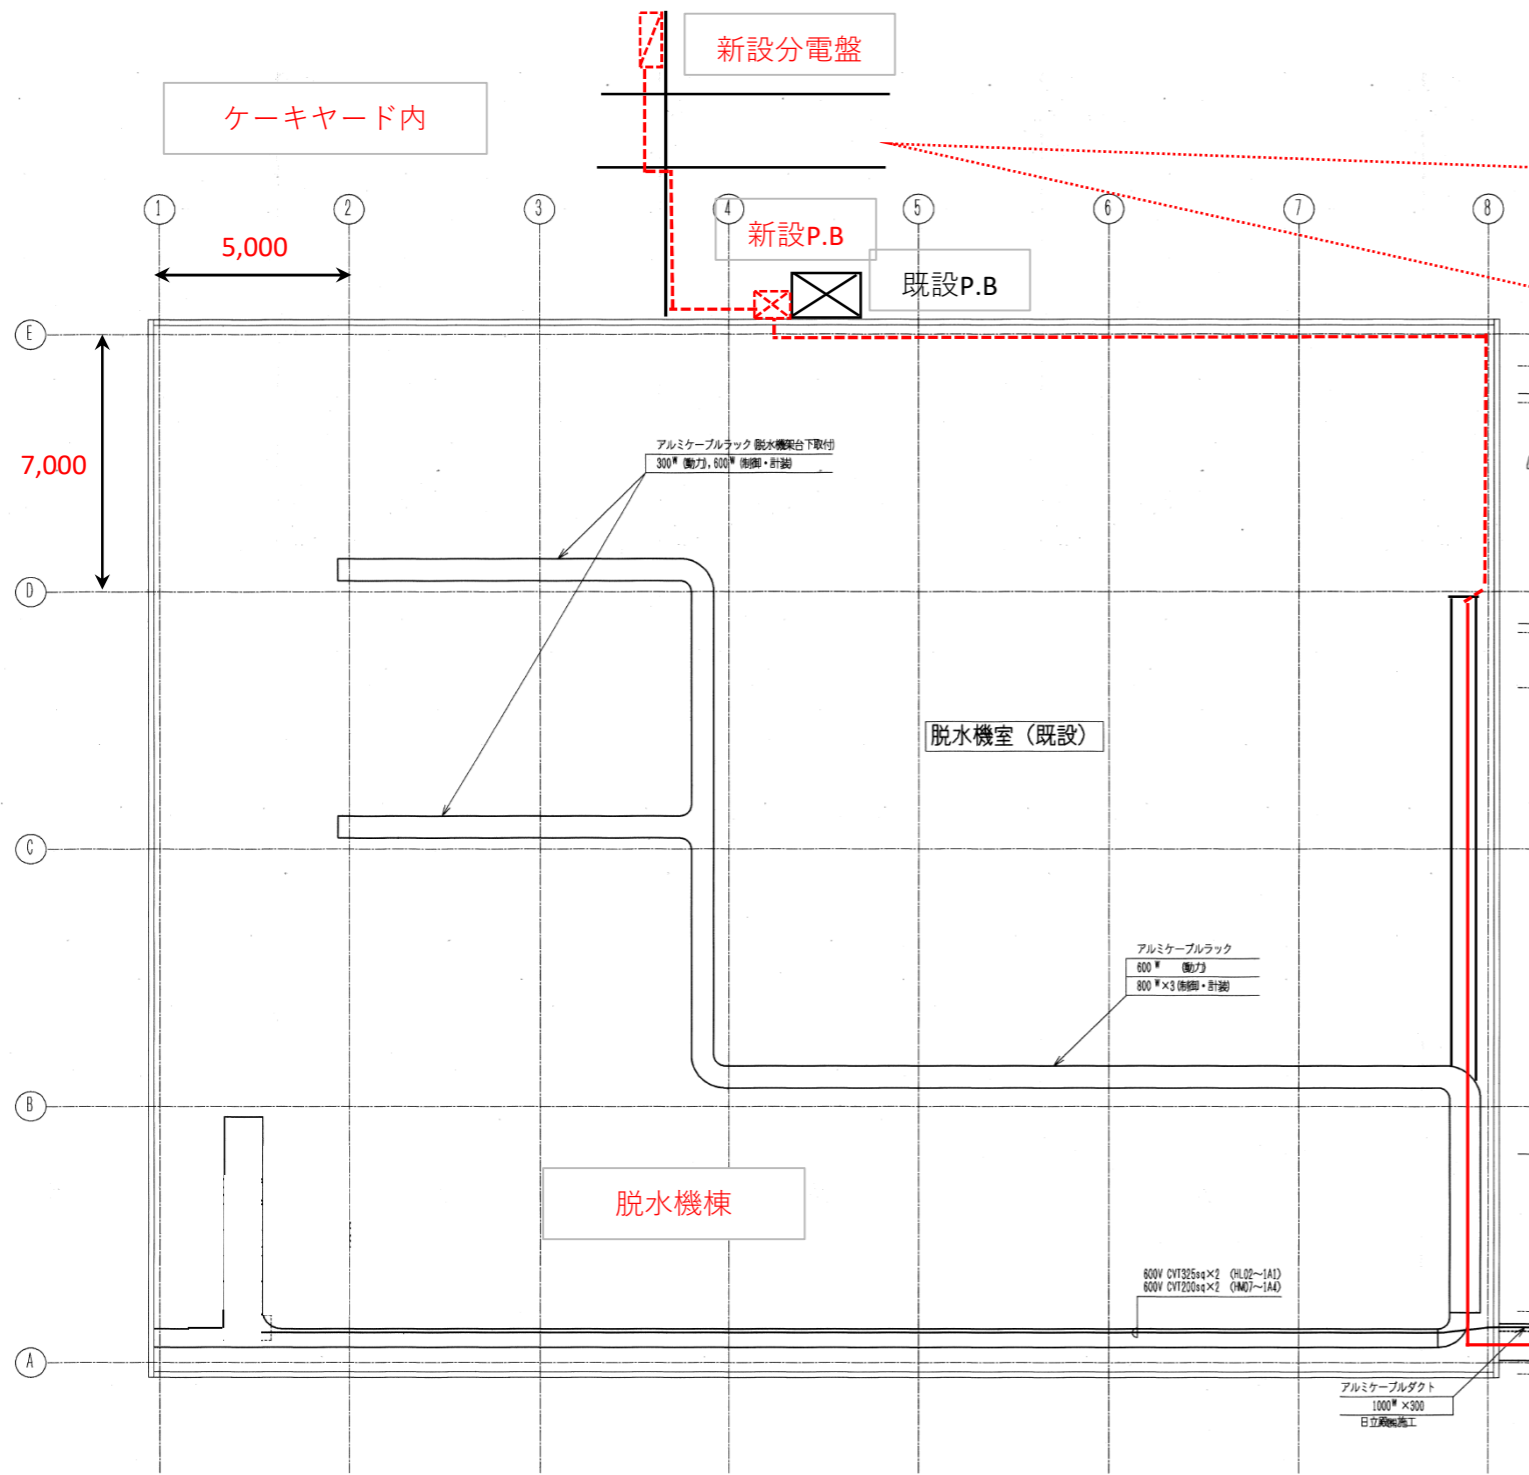 新設分電盤
ケーキヤード内
1
2
3
4
5
6
7
8
5,000
新設P.B
既設P.B
E
7,000
アルミケーブルラック(脱水機架台下取付)
300W (動力), 600W (制御・計装)
D
脱水機室(既設)
C
アルミケーブルラック
600W (動力)
800W×3(制御・計装)
B
脱水機棟
600V CVT325sq×2 (HL02~1A1)
600V CVT200sq×2 (HM07~1A4)
A
アルミケーブルダクト
1000W×300